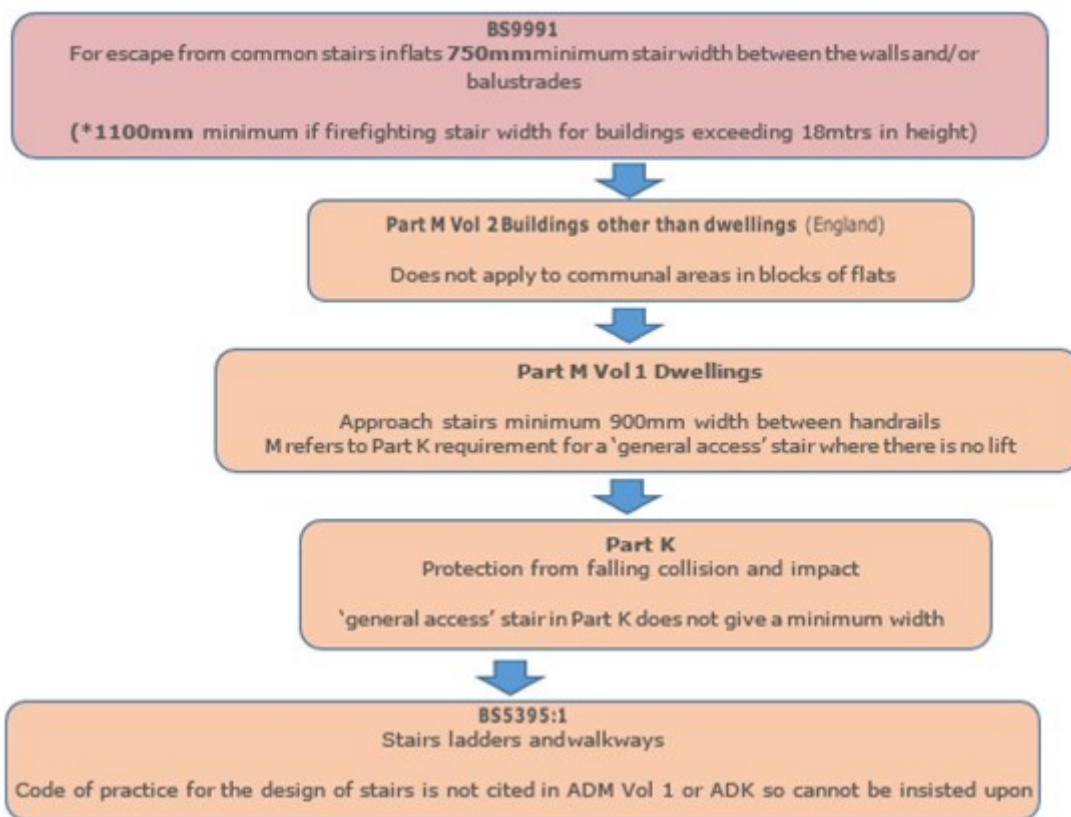 BS9991
For escape from common stairs in flats 750mm minimum stair width between the walls and/or
balustrades
(*1100mm minimum if firefighting stair width for buildings exceeding 18mtrs in height)
Part M Vol 2 Buildings other than dwellings (England)
Does not apply to communal areas in blocks of flats
Part M Vol 1 Dwellings
Approach stairs minimum 900mm width between handrails
M refers to Part K requirement for a ‘general access’ stair where there is no lift
Part K
Protection from falling collision and impact
‘general access’ stair in Part K does not give a minimum width
BS5395:1
Stairs ladders and walkways
Code of practice for the design of stairs is not cited in ADM Vol 1 or ADK so cannot be insisted upon